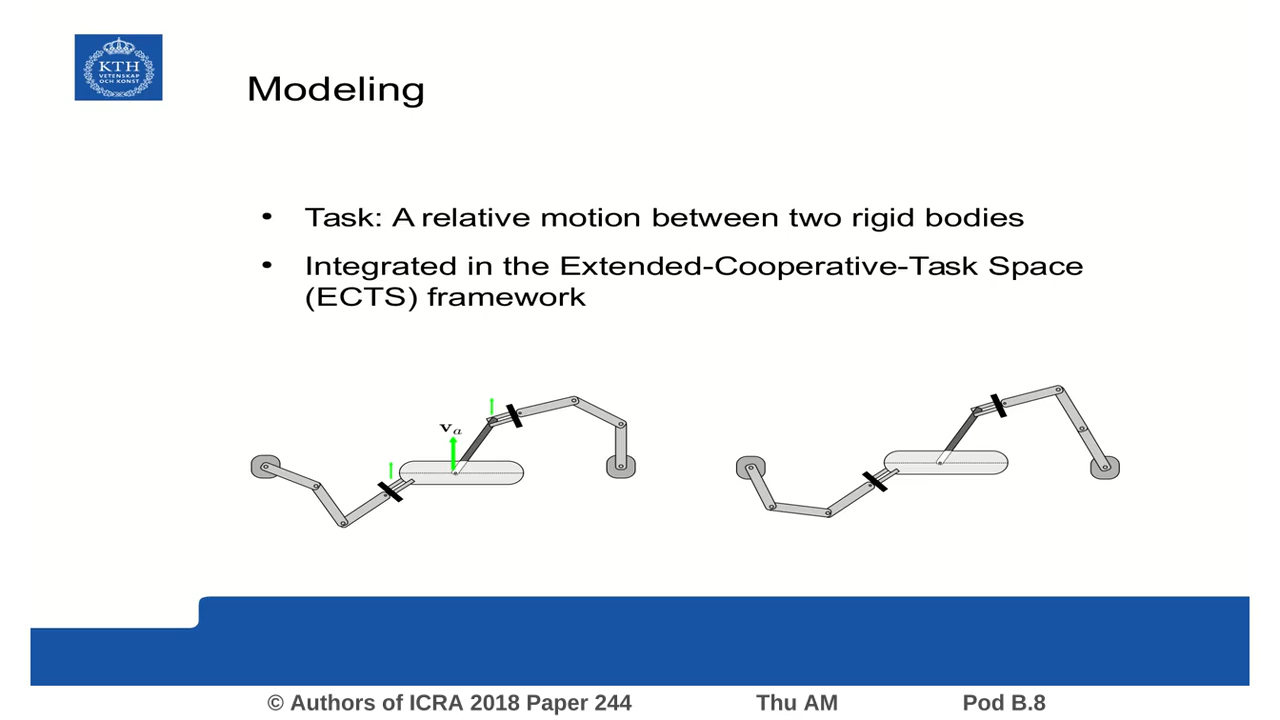 KTH
VETENSKAP
OCH KONST
Modeling
• Task: A relative motion between two rigid bodies
• Integrated in the Extended-Cooperative-Task Space
(ECTS) framework
va
© Authors of ICRA 2018 Paper 244 Thu AM Pod B.8